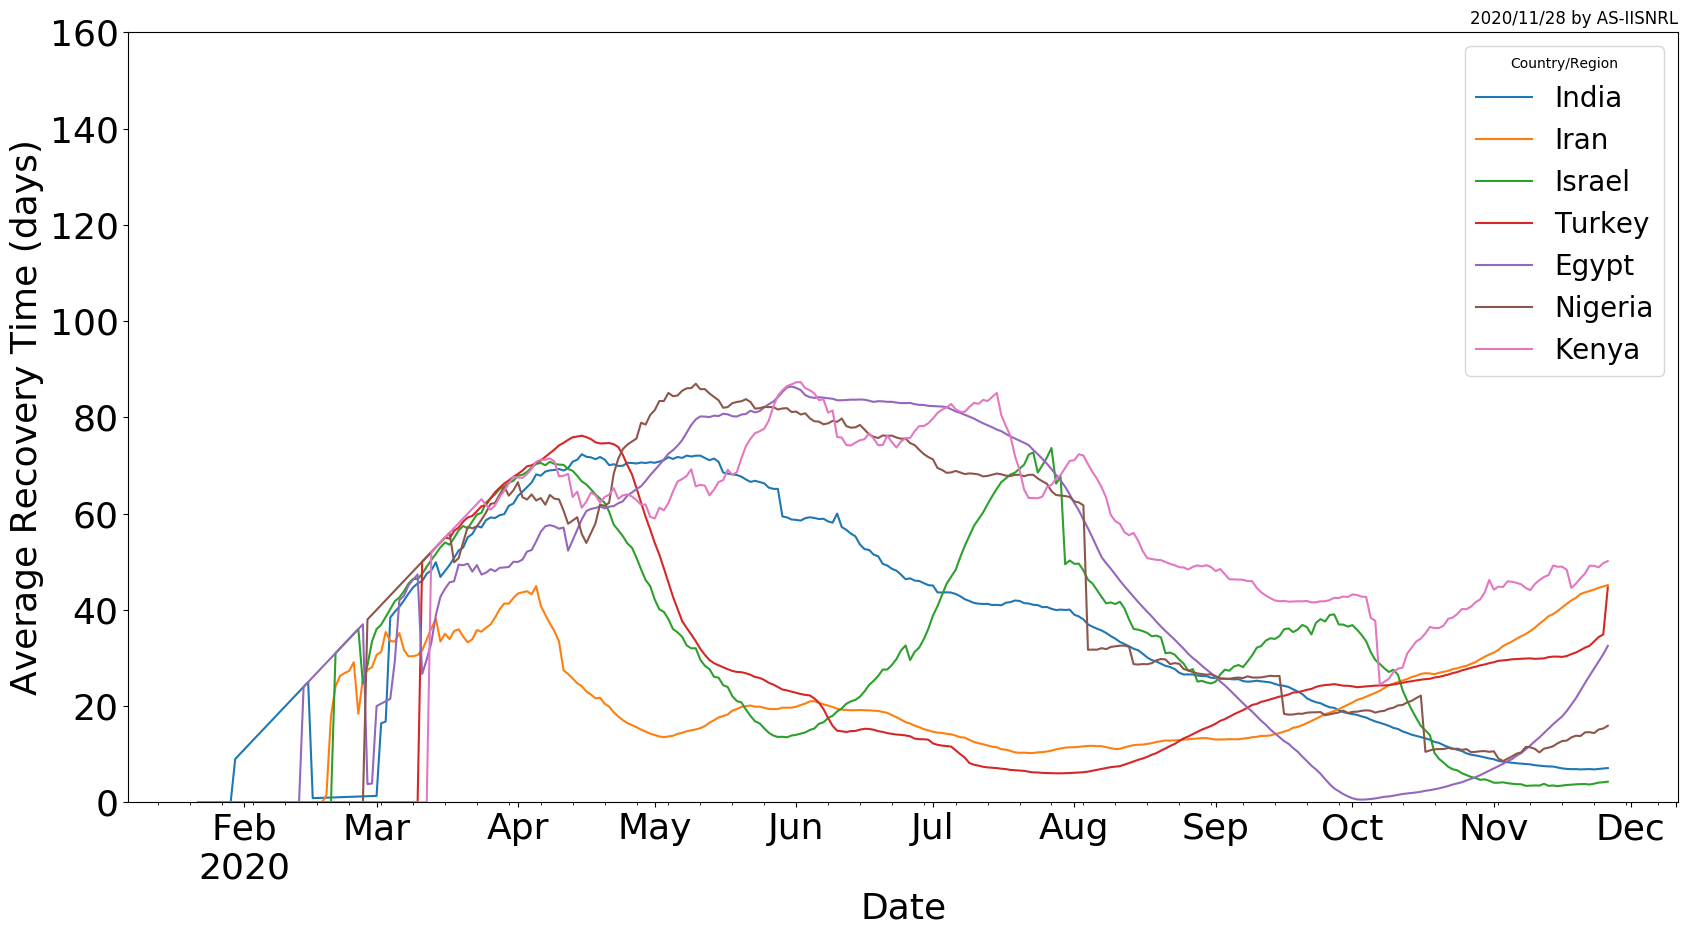 2020/11/28 by AS-IISNRL
160
140
120
100
80
60
40
20
0
Average Recovery Time (days)
Country/Region
India
Iran
Israel
Turkey
Egypt
Nigeria
Kenya
Feb Mar Apr May Jun Jul Aug Sep Oct Nov Dec
2020
Date